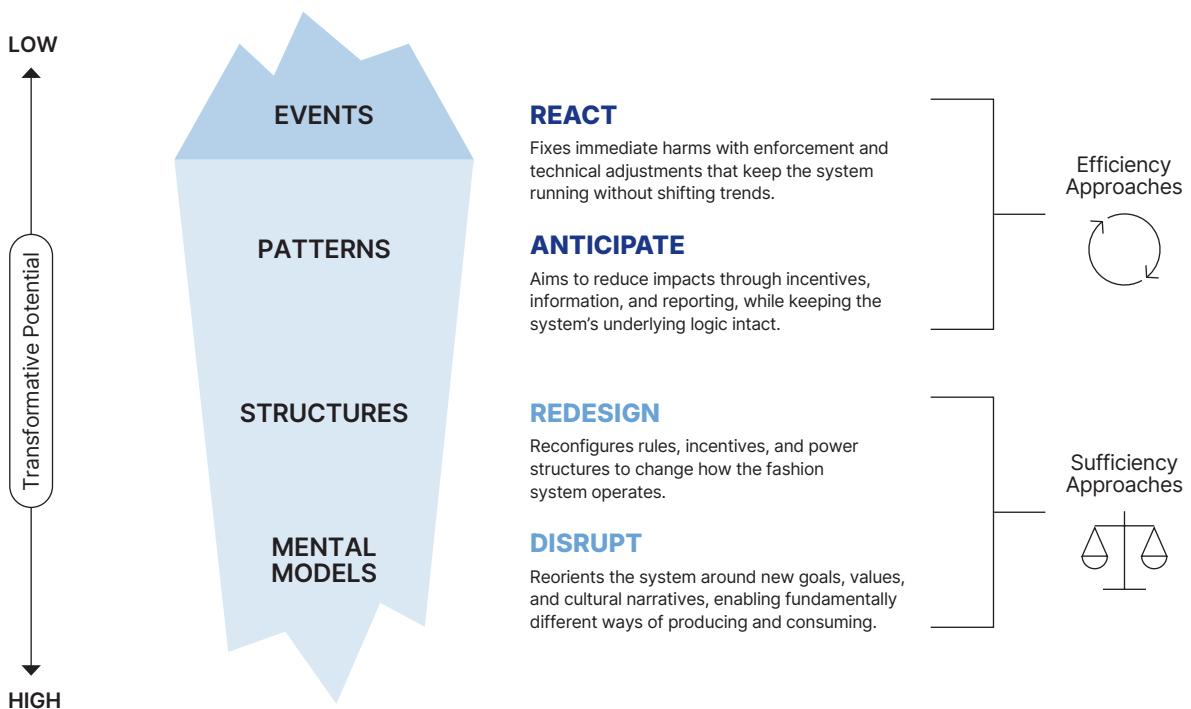 LOW
Transformative Potential
HIGH
EVENTS
PATTERNS
STRUCTURES
MENTAL
MODELS
REACT
Fixes immediate harms with enforcement and
technical adjustments that keep the system
running without shifting trends.
ANTICIPATE
Aims to reduce impacts through incentives,
information, and reporting, while keeping the
system’s underlying logic intact.
REDESIGN
Reconfigures rules, incentives, and power
structures to change how the fashion
system operates.
DISRUPT
Reorients the system around new goals, values,
and cultural narratives, enabling fundamentally
different ways of producing and consuming.
Efficiency
Approaches
Sufficiency
Approaches